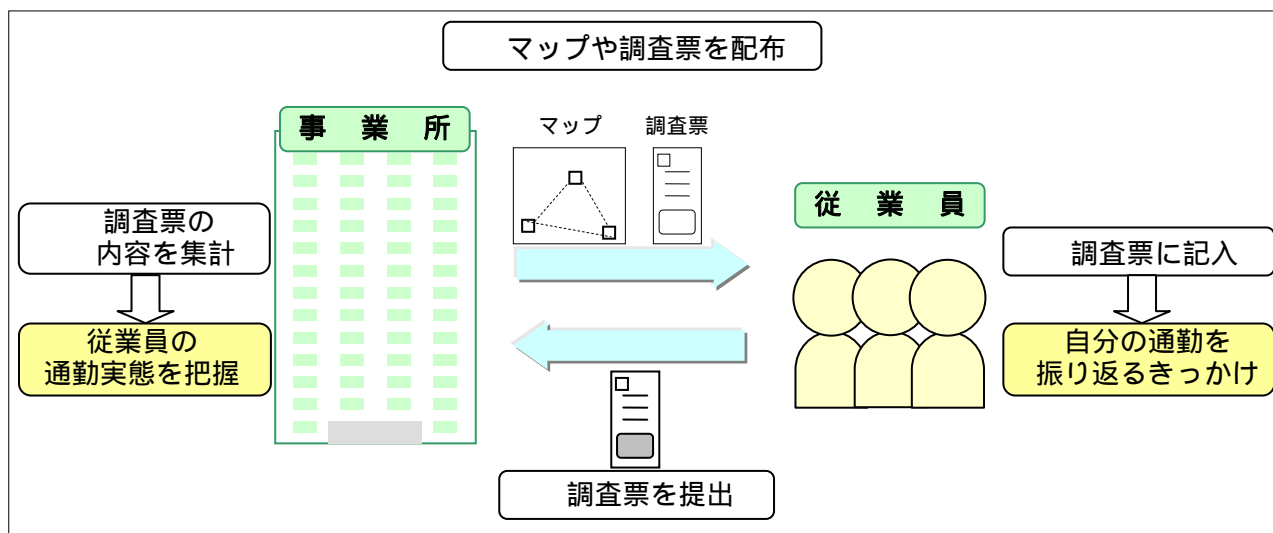 マップや調査票を配布
事業所
マップ
調査票
従業員
調査票の
内容を集計
調査票に記入
従業員の
通勤実態を把握
自分の通勤を
振り返るきっかけ
調査票を提出